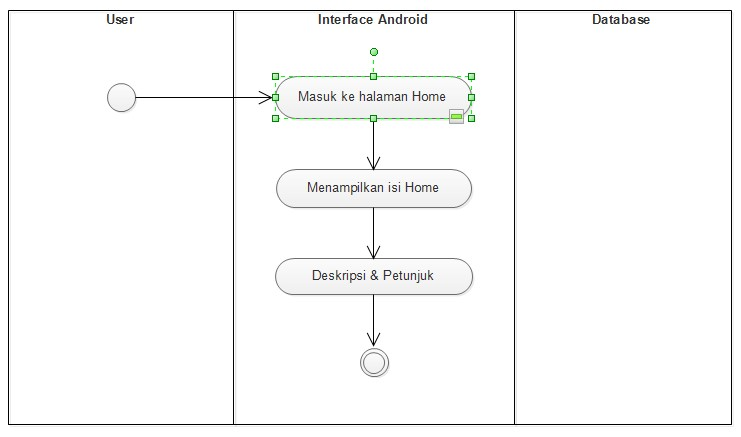 User
Interface Android
Database
Masuk ke halaman Home
Menampilkan isi Home
Deskripsi & Petunjuk